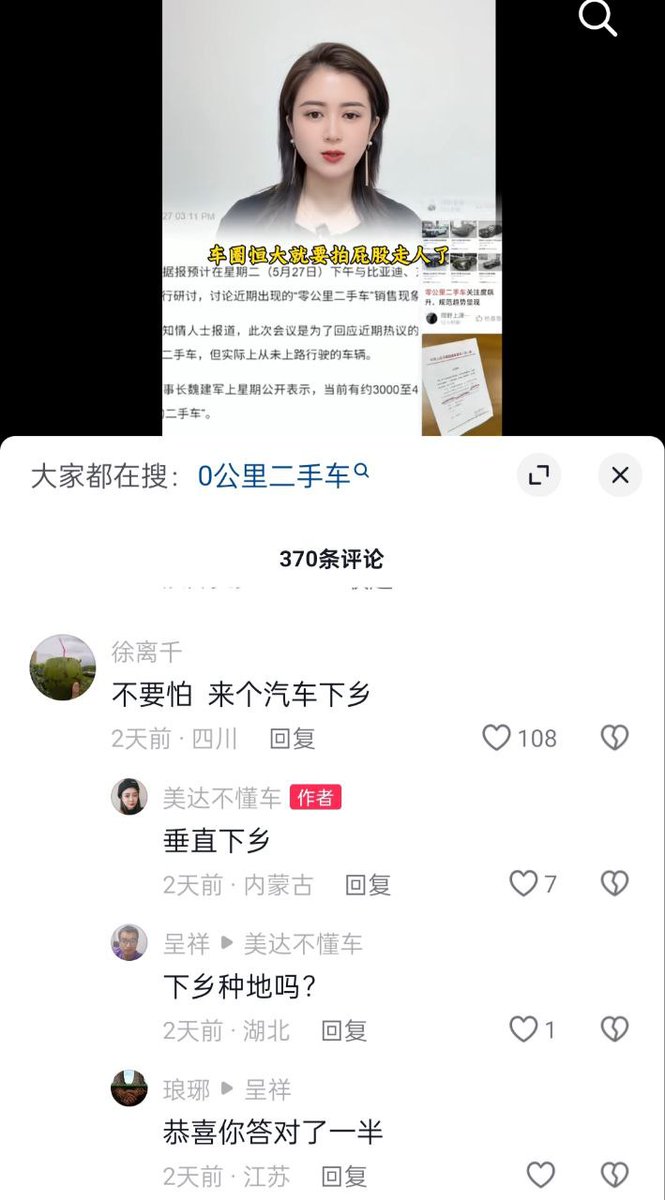 27 03:11 PM
车圈恒大就要拍屁股走人了
据报预计在星期二（5月27日）下午与比亚迪、
行研讨，讨论近期出现的“零公里二手车”销售现象
知情人士报道，此次会议是为了回应近期热议的
二手车，但实际上从未上路行驶的车辆。
事长魏建军上星期公开表示，当前有约3000至4
二手车”。
零公里二手车关注度飙
升，规范趋势显现
大家都在搜：0公里二手车
370条评论
徐离千
不要怕 来个汽车下乡
2天前 · 四川 回复 108
美达不懂车 作者
垂直下乡
2天前 · 内蒙古 回复 7
呈祥 美达不懂车
下乡种地吗？
2天前 · 湖北 回复 1
琅琊 呈祥
恭喜你答对了一半
2天前 · 江苏 回复